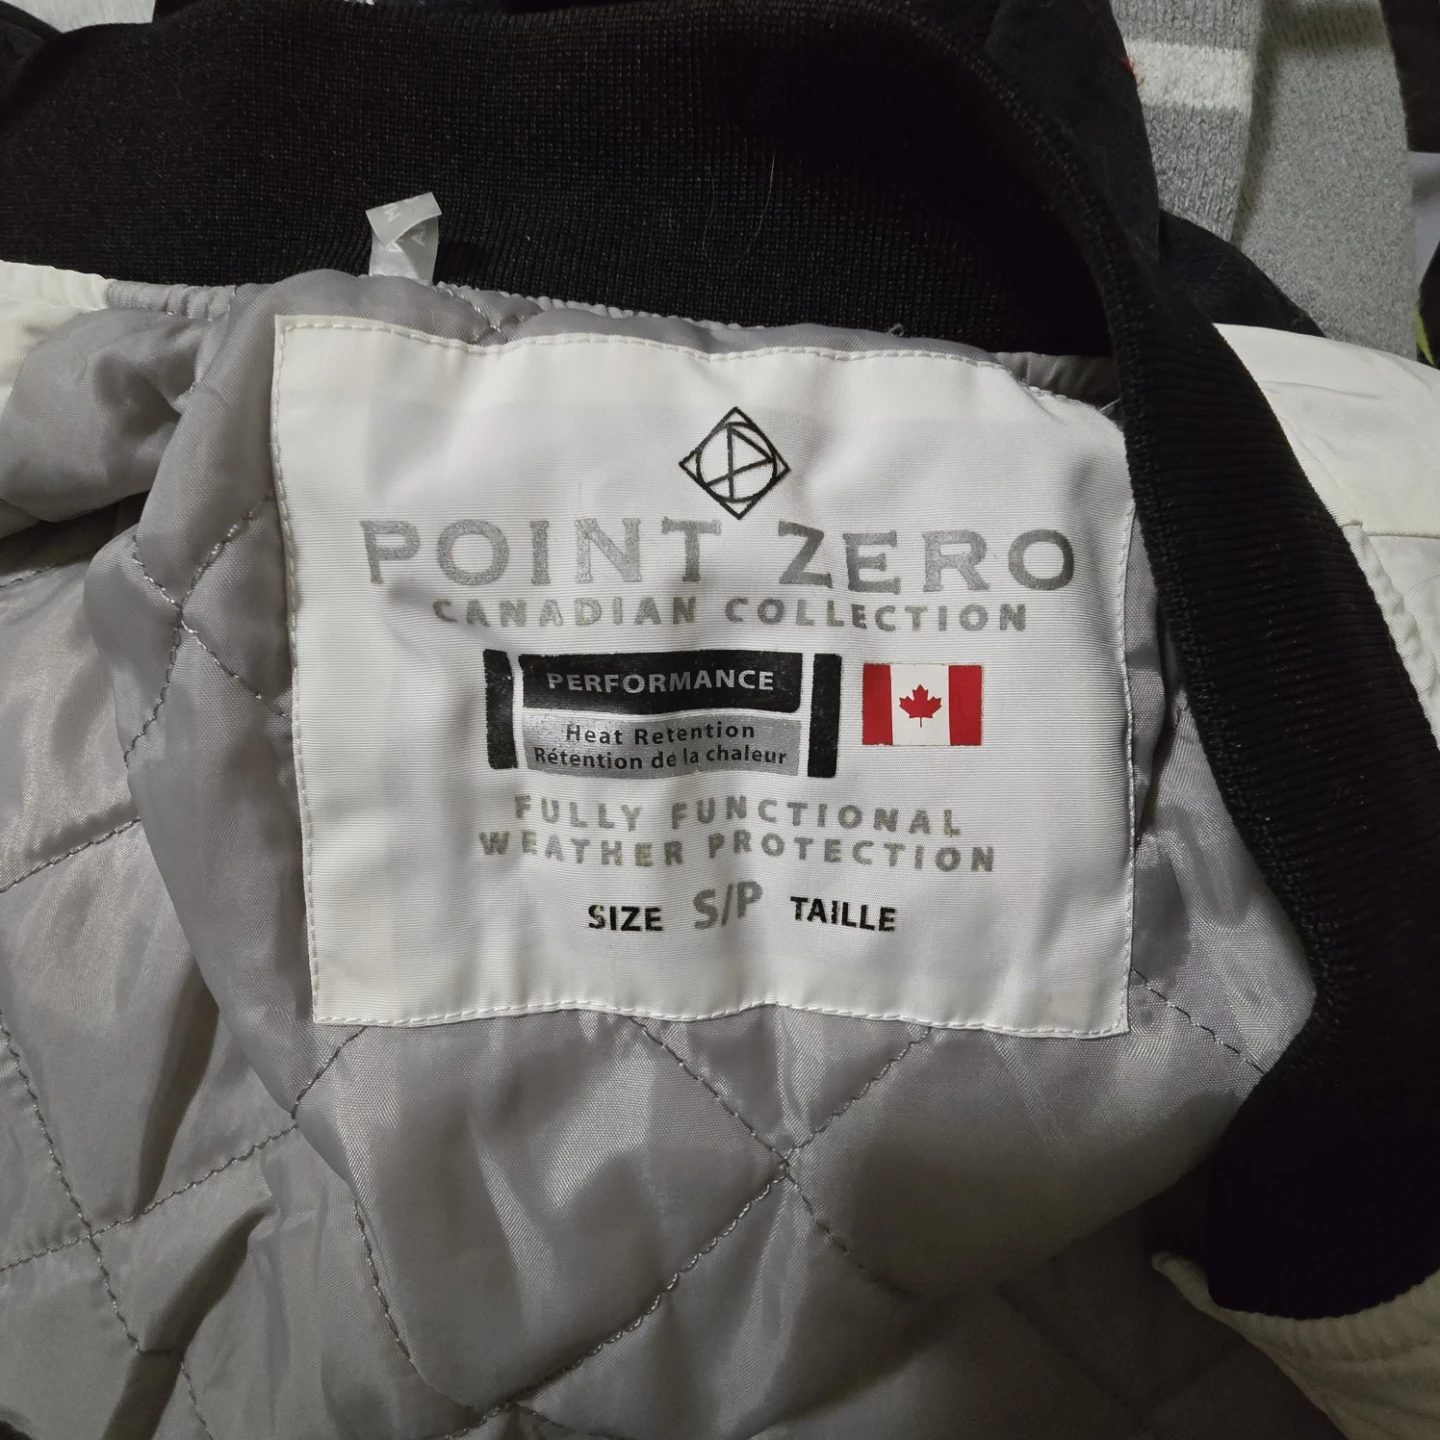 POINT ZERO
CANADIAN COLLECTION
PERFORMANCE
Heat Retention
Rétention de la chaleur
FULLY FUNCTIONAL
WEATHER PROTECTION
SIZE S/P TAILLE